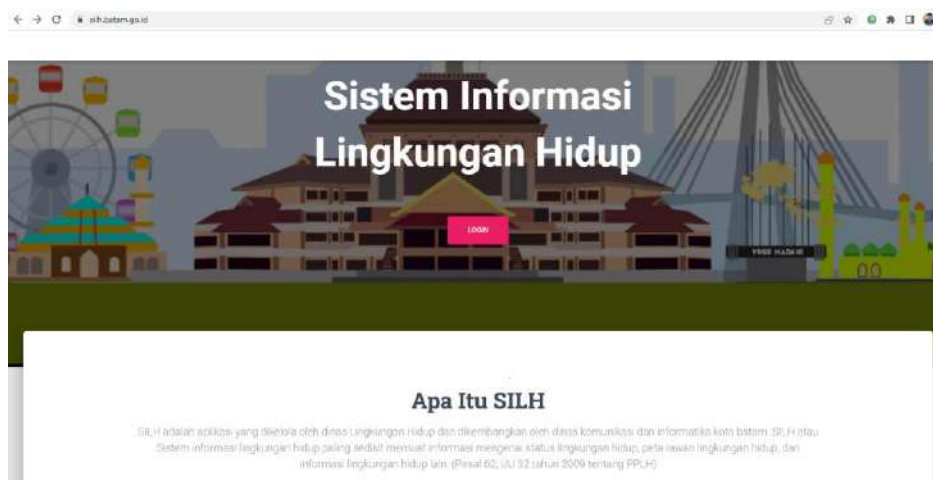 silh.batam.go.id
Sistem Informasi
Lingkungan Hidup
LOGIN
Apa Itu SILH
SILH adalah aplikasi yang dikelola oleh dinas Lingkungan Hidup dan dikembangkan oleh dinas komunikasi dan informatika kota batam. SILH atau
Sistem informasi lingkungan hidup paling sedikit memuat informasi mengenai status lingkungan hidup, peta rawan lingkungan hidup, dan
informasi lingkungan hidup lain. (Pasal 62, UU 32 tahun 2009 tentang PPLH)